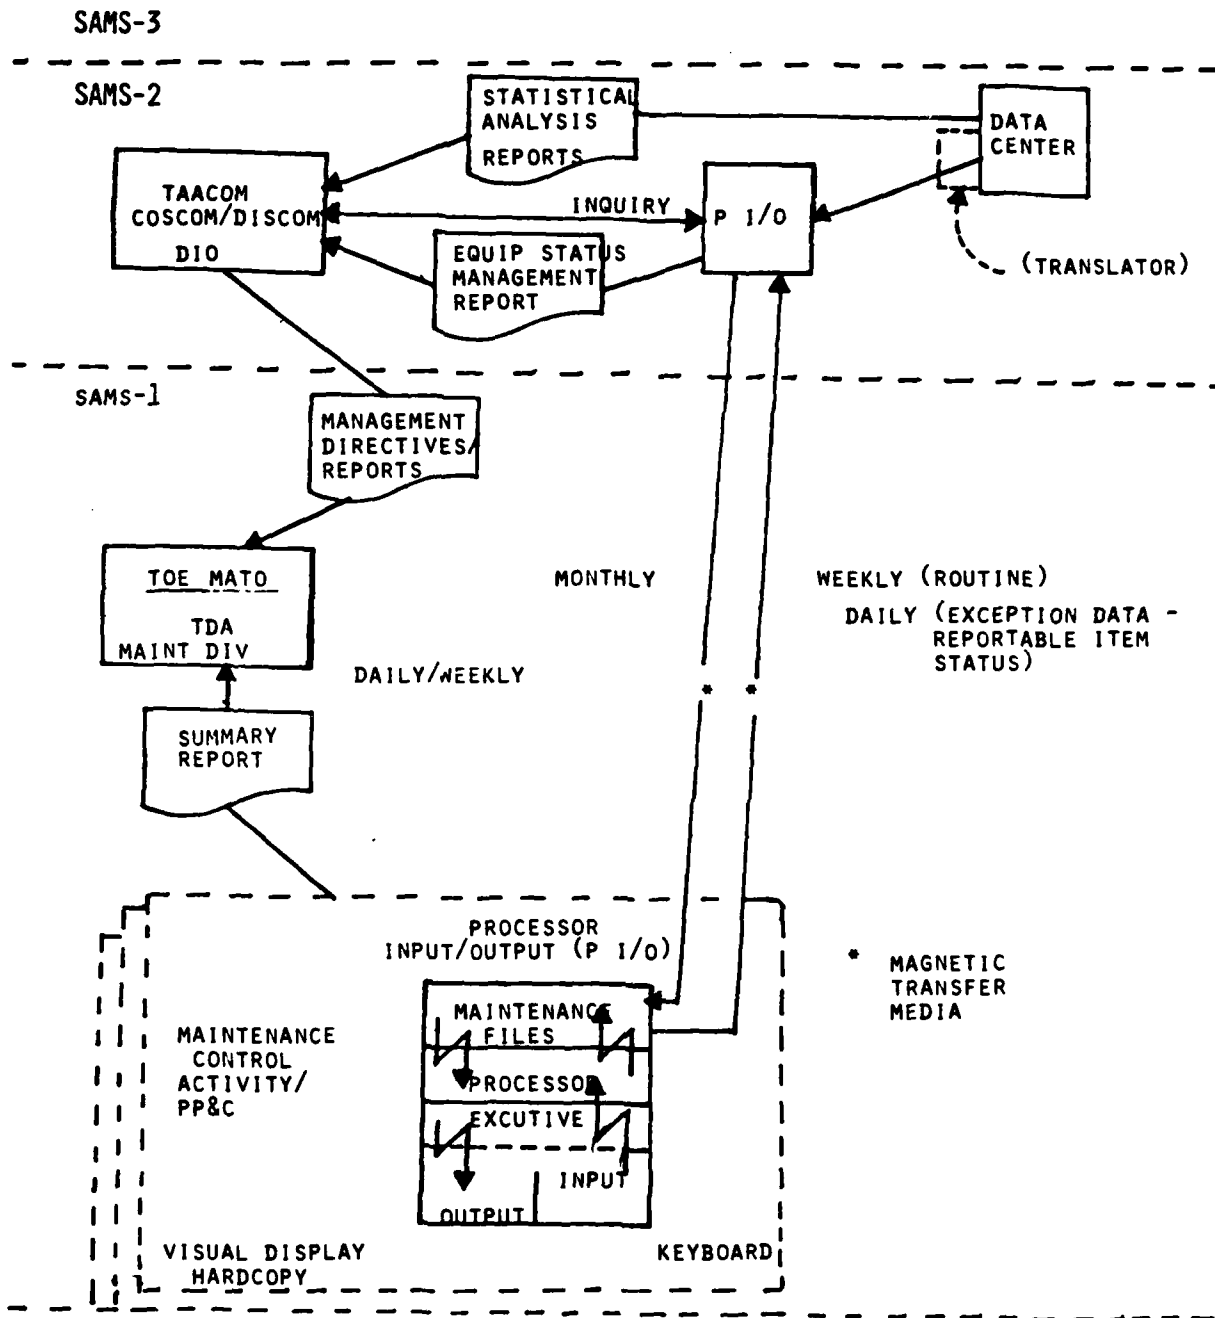 SAMS-3
SAMS-2
STATISTICAL
ANALYSIS
REPORTS
DATA
CENTER
TAACOM
COSCOM/DISCOM
DIO
INQUIRY
P I/O
EQUIP STATUS
MANAGEMENT
REPORT
(TRANSLATOR)
SAMS-1
MANAGEMENT
DIRECTIVES/
REPORTS
TOE MATO
TDA
MAINT DIV
MONTHLY
WEEKLY (ROUTINE)
DAILY (EXCEPTION DATA -
REPORTABLE ITEM
STATUS)
DAILY/WEEKLY
* *
SUMMARY
REPORT
PROCESSOR
INPUT/OUTPUT (P I/O)
* MAGNETIC
TRANSFER
MEDIA
MAINTENANCE
CONTROL
ACTIVITY/
PP&C
MAINTENANCE
FILES
PROCESSOR
EXCUTIVE
INPUT
OUTPUT
VISUAL DISPLAY
HARDCOPY
KEYBOARD